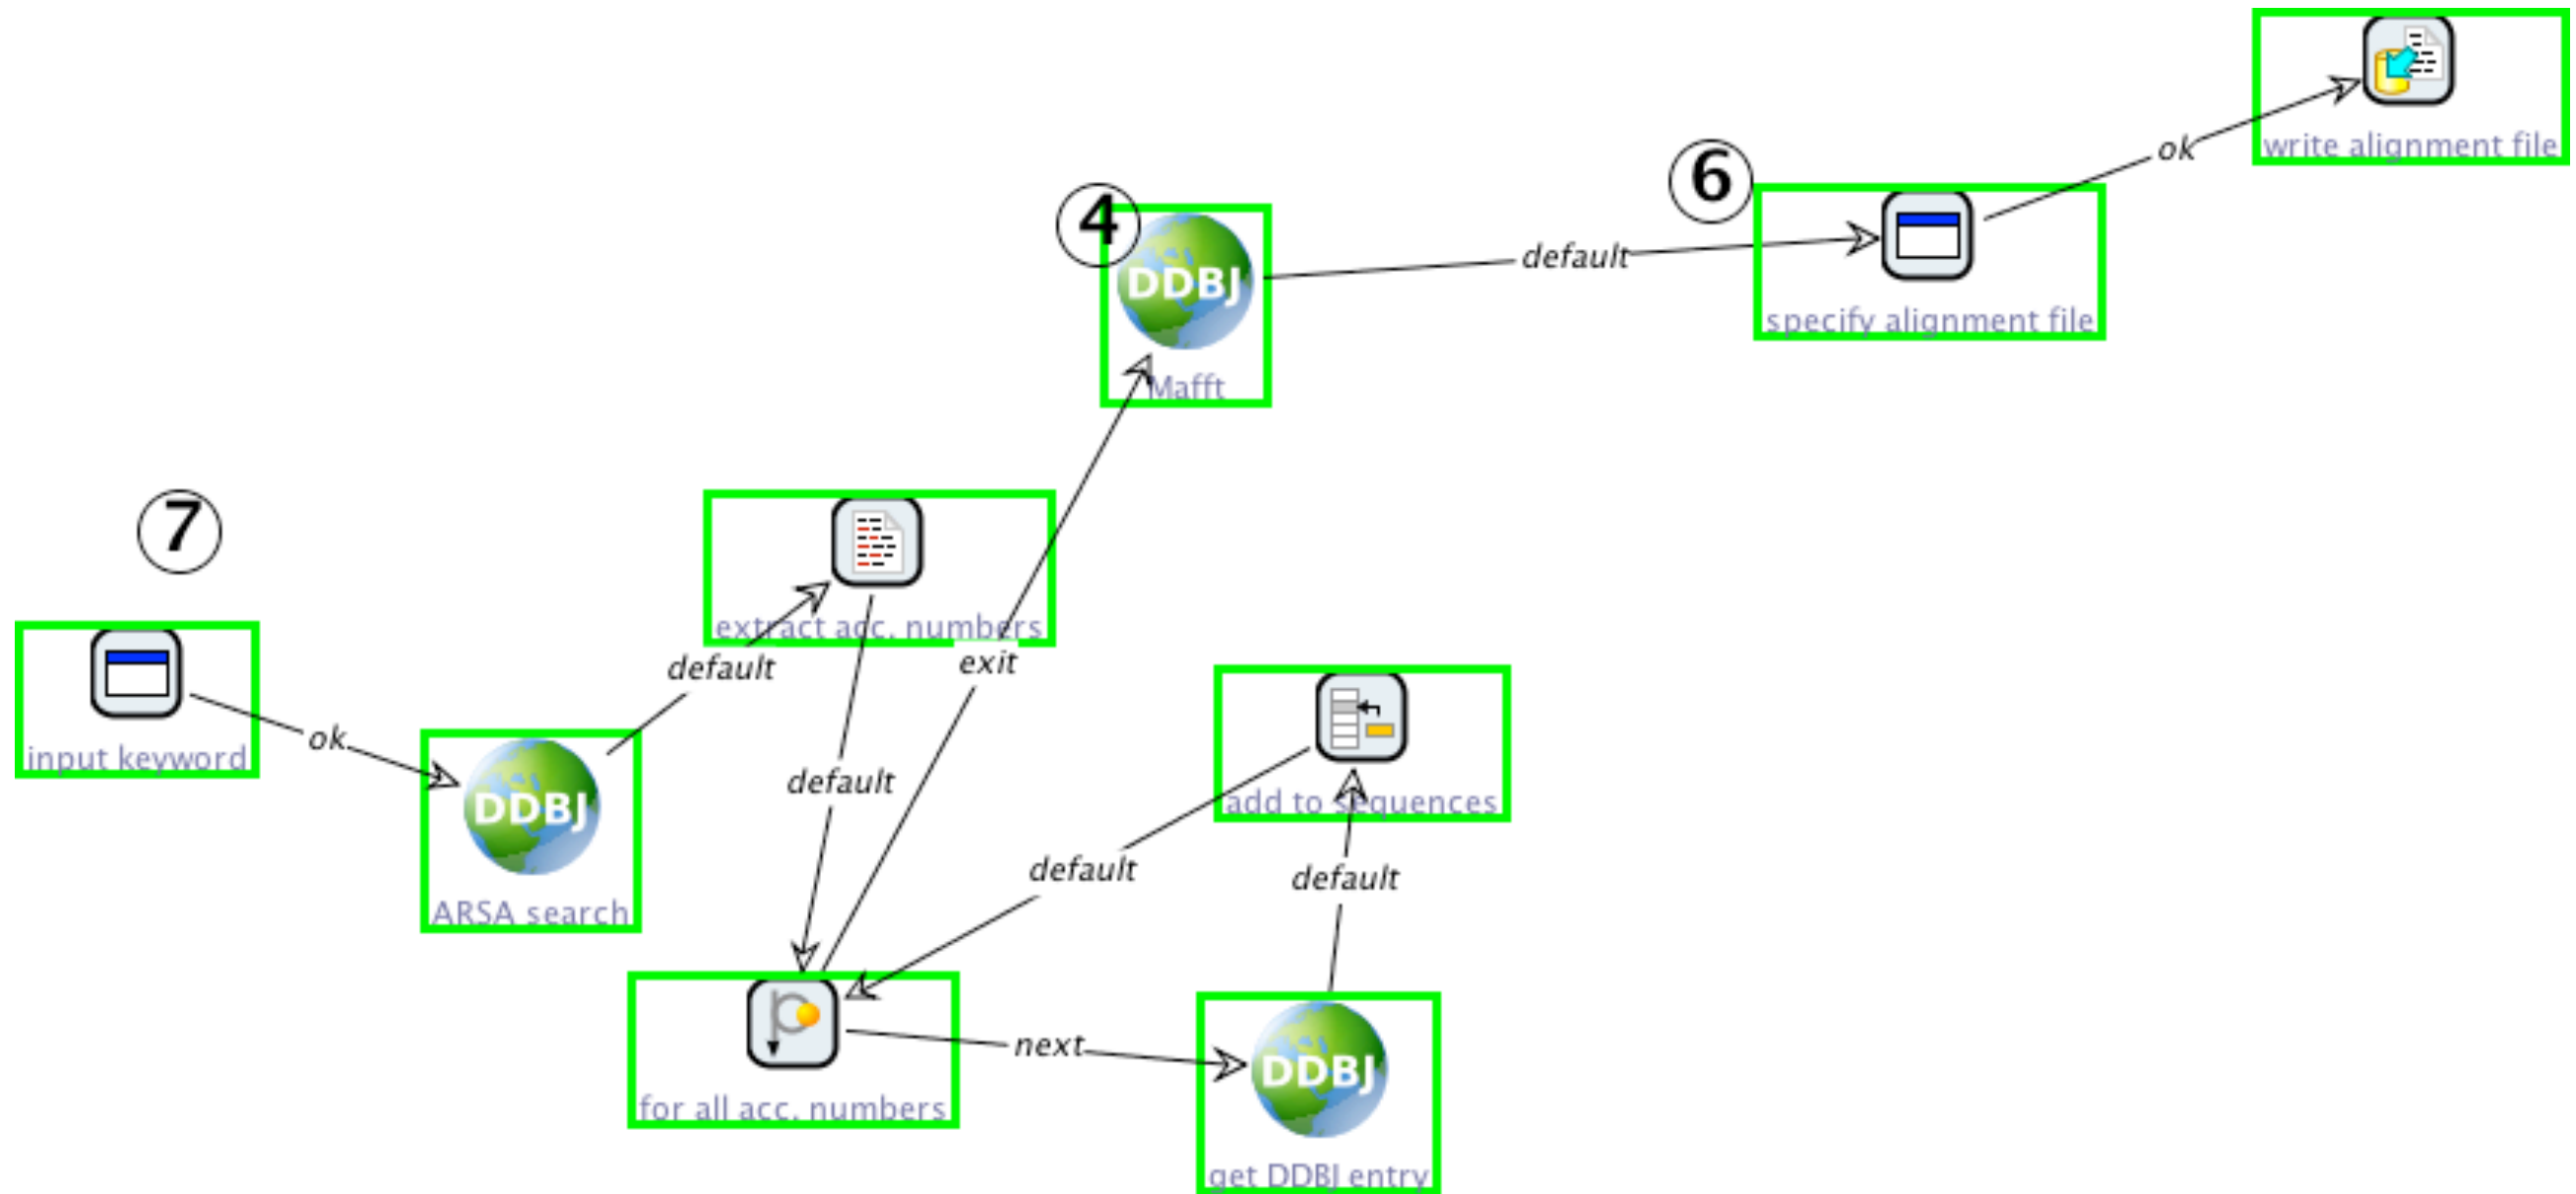 write alignment file
ok
6
4
DDBJ
default
specify alignment file
Mafft
7
extract acc. numbers
default
exit
input keyword
ok
DDBJ
ARSA search
default
add to sequences
default
default
for all acc. numbers
next
DDBJ
get DDBJ entry